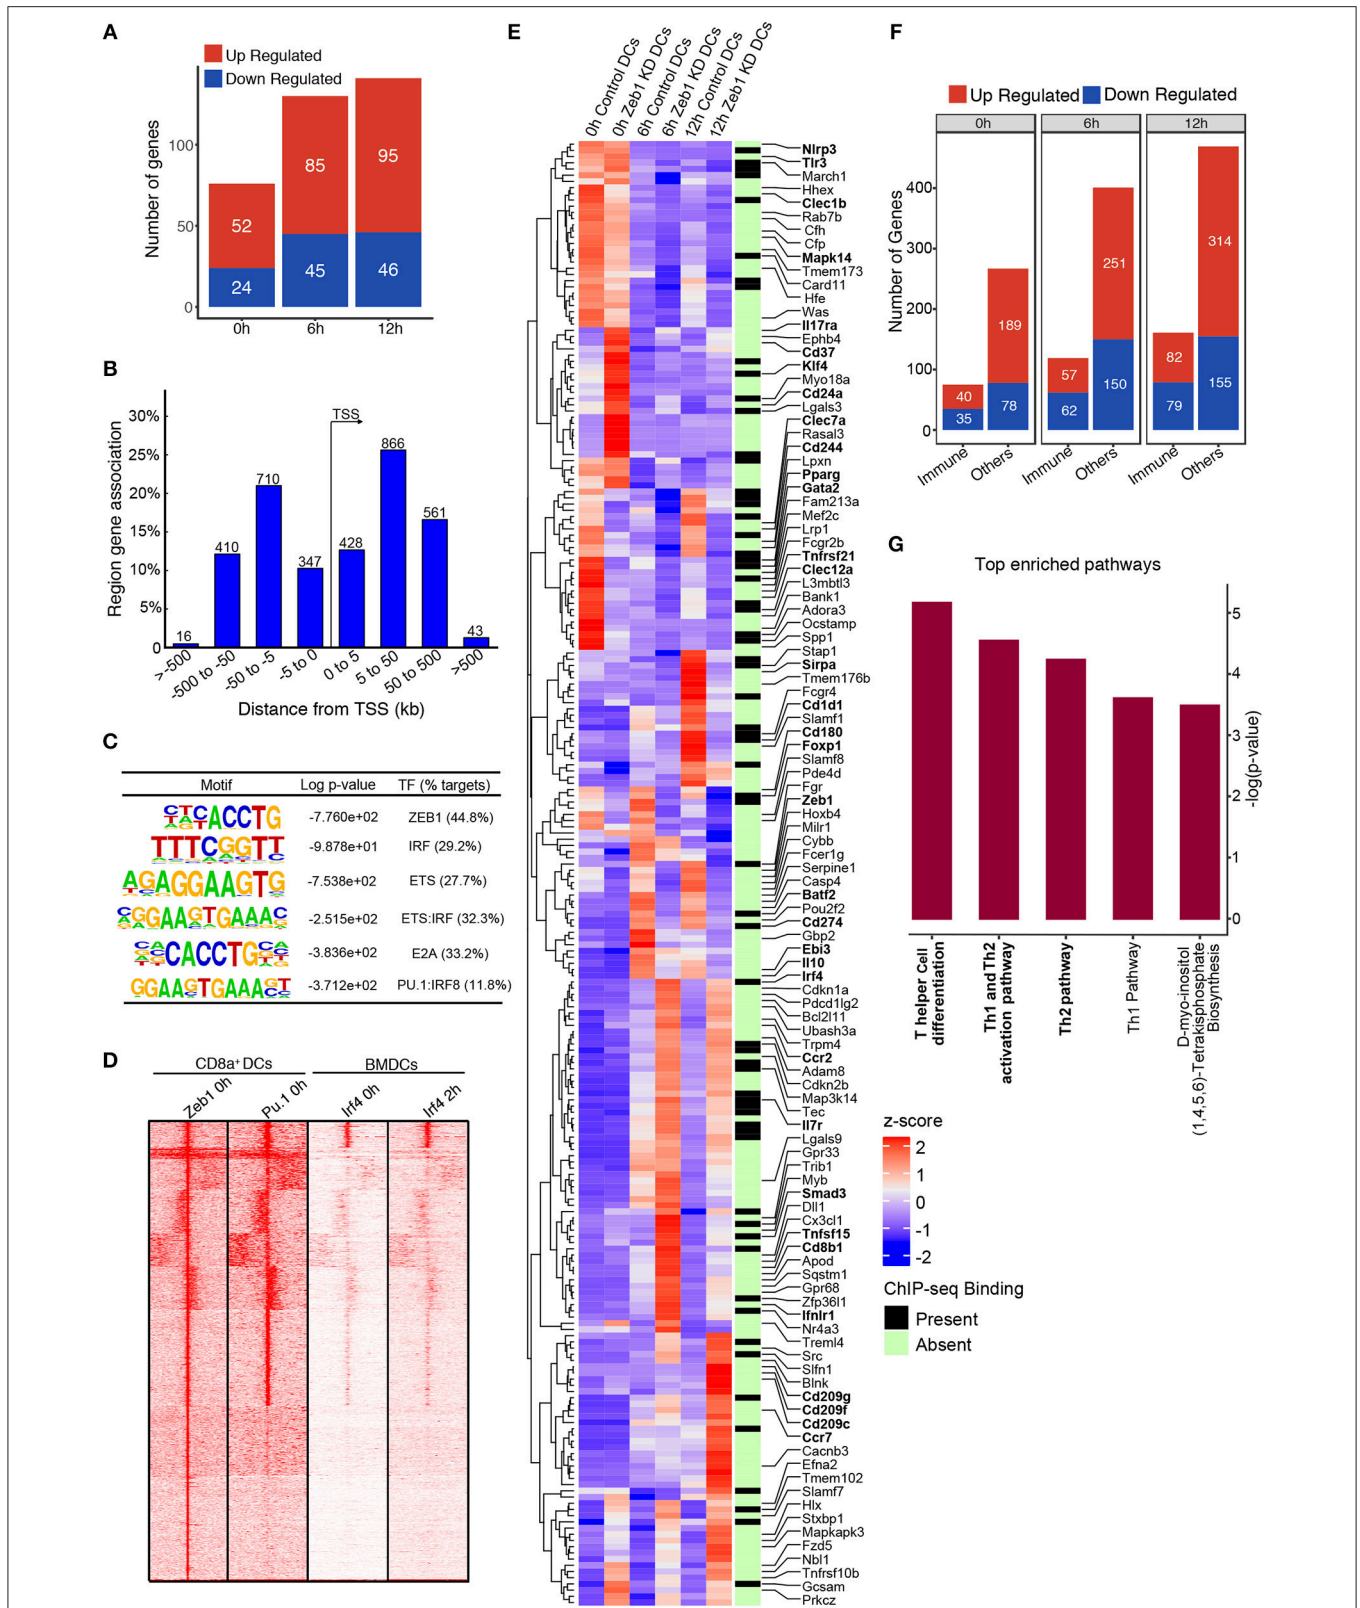 A
Up Regulated
Down Regulated
Number of genes
100
50
0
52
24
85
45
95
46
0h
6h
12h
B
Region gene association
30%
25%
20%
15%
10%
5%
0
TSS
16
410
710
347
428
866
561
43
>-500
-500 to -50
-50 to -5
-5 to 0
0 to 5
5 to 50
50 to 500
>500
Distance from TSS (kb)
C
Motif Log p-value TF (% targets)
-7.760e+02 ZEB1 (44.8%)
TTTCGGTT -9.878e+01 IRF (29.2%)
AGAGGAAGTG -7.538e+02 ETS (27.7%)
-2.515e+02 ETS:IRF (32.3%)
-3.836e+02 E2A (33.2%)
-3.712e+02 PU.1:IRF8 (11.8%)
D
CD8a+ DCs
BMDCs
Zeb1 0h
Pu.1 0h
Irf4 0h
Irf4 2h
E
0h Control DCs
0h Zeb1 KD DCs
6h Control DCs
6h Zeb1 KD DCs
12h Control DCs
12h Zeb1 KD DCs
Nlrp3
Tlr3
March1
Hhex
Clec1b
Rab7b
Cfh
Cfp
Mapk14
Tmem173
Card11
Hfe
Was
Il17ra
Ephb4
Cd37
Klf4
Myo18a
Cd24a
Lgals3
Clec7a
Rasal3
Cd244
Lpxn
Pparg
Gata2
Fam213a
Mef2c
Lrp1
Fcgr2b
Tnfrsf21
Clec12a
L3mbtl3
Bank1
Adora3
Ocstamp
Spp1
Stap1
Sirpa
Tmem176b
Fcgr4
Cd1d1
Slamf1
Cd180
Foxp1
Slamf8
Pde4d
Fgr
Zeb1
Hoxb4
Milr1
Cybb
Fcer1g
Serpine1
Casp4
Batf2
Pou2f2
Cd274
Gbp2
Ebi3
Il10
Irf4
Cdkn1a
Pdcd1lg2
Bcl2l11
Ubash3a
Trpm4
Ccr2
Adam8
Cdkn2b
Map3k14
Tec
Il7r
Lgals9
Gpr33
Trib1
Myb
Smad3
Dll1
Cx3cl1
Tnfsf15
Cd8b1
Apod
Sqstm1
Gpr68
Zfp36l1
Ifnlr1
Nr4a3
Treml4
Src
Slfn1
Blnk
Cd209g
Cd209f
Cd209c
Ccr7
Cacnb3
Efna2
Tmem102
Slamf7
Hlx
Stxbp1
Mapkapk3
Fzd5
Nbl1
Tnfrsf10b
Gcsam
Prkcz
F
Up Regulated
Down Regulated
0h
6h
12h
Number of Genes
400
300
200
100
0
40
35
189
78
57
62
251
150
82
79
314
155
Immune
Others
Immune
Others
Immune
Others
G
Top enriched pathways
5
4
3
2
1
0
-log(p-value)
T helper Cell
differentiation
Th1 and Th2
activation pathway
Th2 pathway
Th1 Pathway
D-myo-inositol
(1,4,5,6)-Tetrakisphosphate
Biosynthesis
z-score
2
1
0
-1
-2
ChIP-seq Binding
Present
Absent